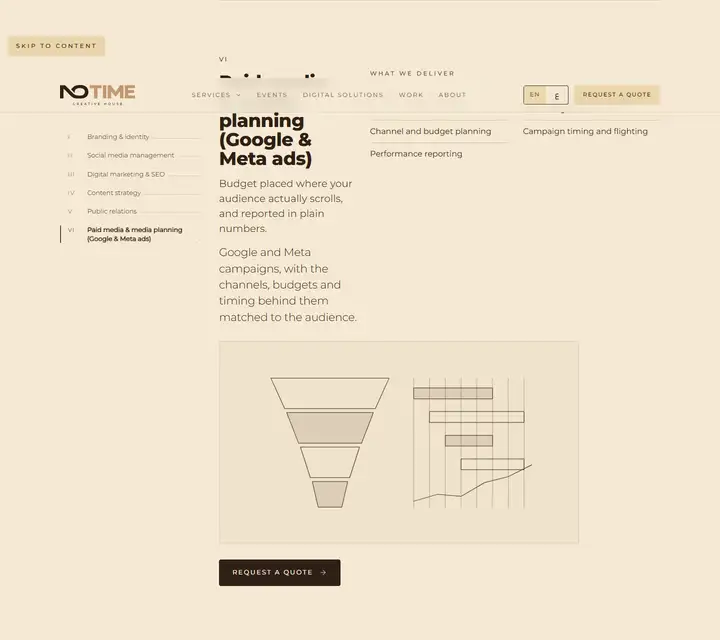 SKIP TO CONTENT
VI
WHAT WE DELIVER
NOTIME
CREATIVE HOUSE
SERVICES
EVENTS
DIGITAL SOLUTIONS
WORK
ABOUT
EN
REQUEST A QUOTE
planning
(Google &
Meta ads)
Channel and budget planning
Campaign timing and flighting
Performance reporting
I Branding & identity
II Social media management
III Digital marketing & SEO
IV Content strategy
V Public relations
VI Paid media & media planning
(Google & Meta ads)
Budget placed where your
audience actually scrolls,
and reported in plain
numbers.
Google and Meta
campaigns, with the
channels, budgets and
timing behind them
matched to the audience.
REQUEST A QUOTE →